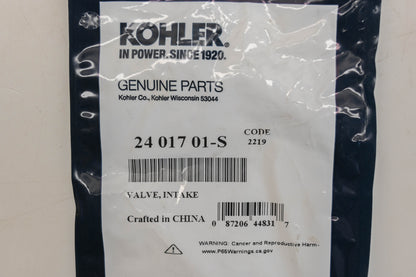 KOHLER®
IN POWER. SINCE 1920.
GENUINE PARTS
Kohler Co., Kohler Wisconsin 53044
24 017 01-S
CODE
2219
VALVE, INTAKE
Crafted in CHINA
0 87206 44831 7
WARNING: Cancer and Reproductive Harm-
www.P65Warnings.ca.gov